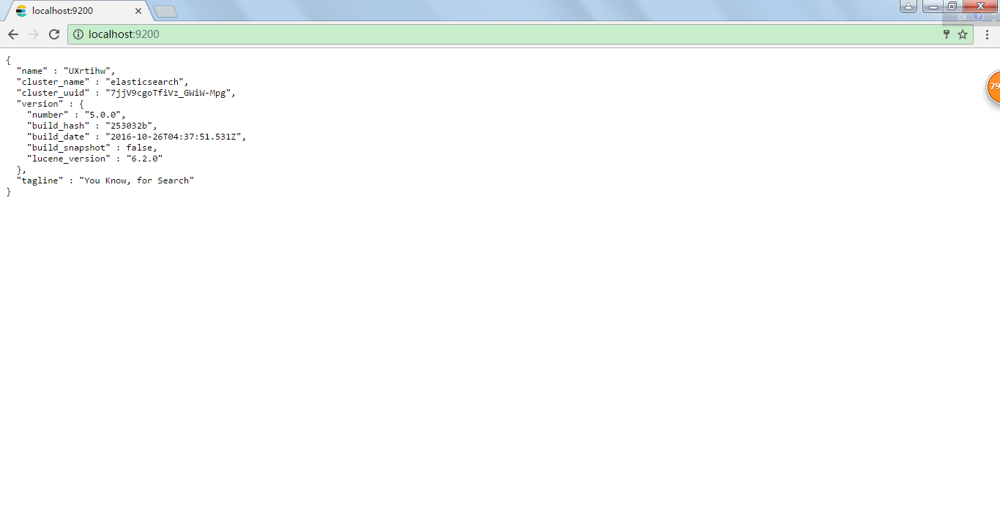 localhost:9200
EN
localhost:9200
{
"name" : "UXrtihw",
"cluster_name" : "elasticsearch",
"cluster_uuid" : "7jjV9cgoTfiVz_GWiW-Mpg",
"version" : {
"number" : "5.0.0",
"build_hash" : "253032b",
"build_date" : "2016-10-26T04:37:51.531Z",
"build_snapshot" : false,
"lucene_version" : "6.2.0"
},
"tagline" : "You Know, for Search"
}
79